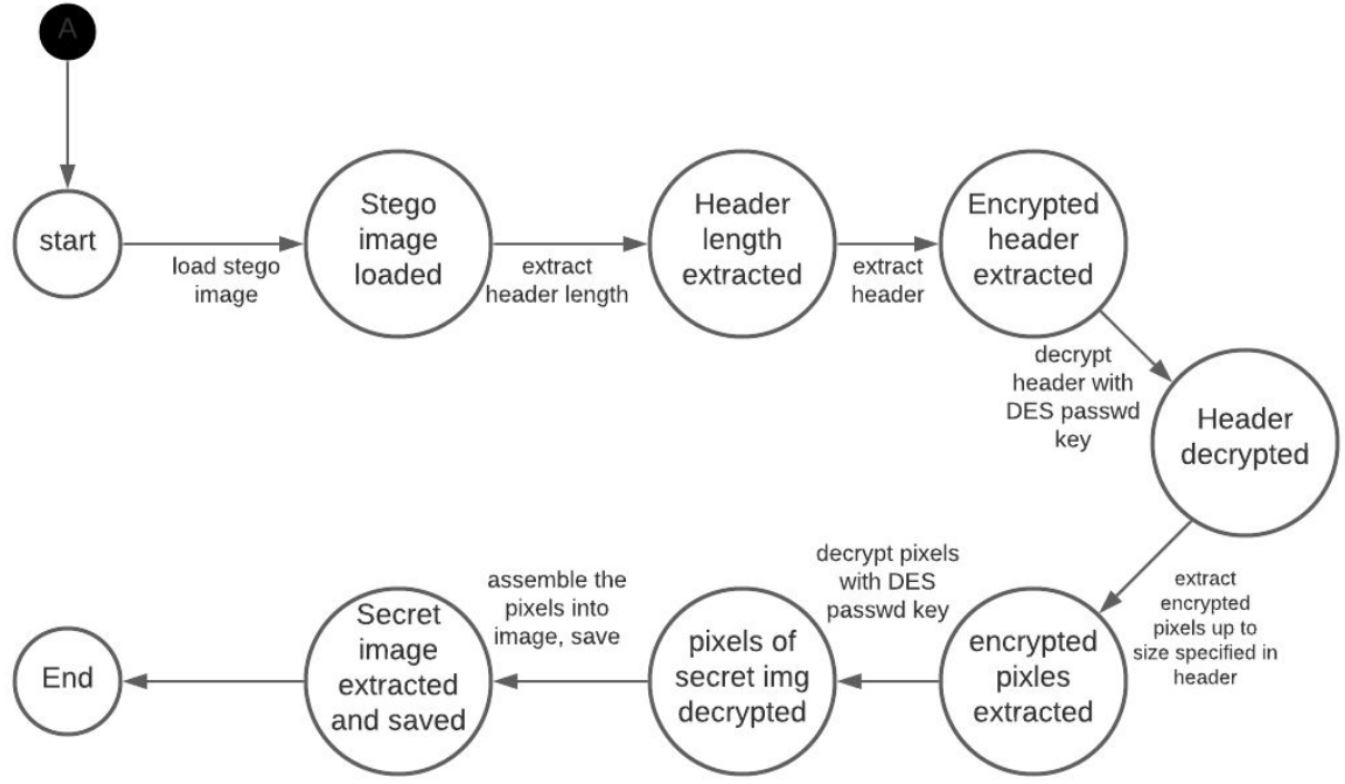 A
start
load stego
image
Stego
image
loaded
extract
header length
Header
length
extracted
extract
header
Encrypted
header
extracted
decrypt
header with
DES passwd
key
Header
decrypted
extract
encrypted
pixels up to
size specified in
header
encrypted
pixles
extracted
decrypt pixels
with DES
passwd key
pixels of
secret img
decrypted
assemble the
pixels into
image, save
Secret
image
extracted
and saved
End